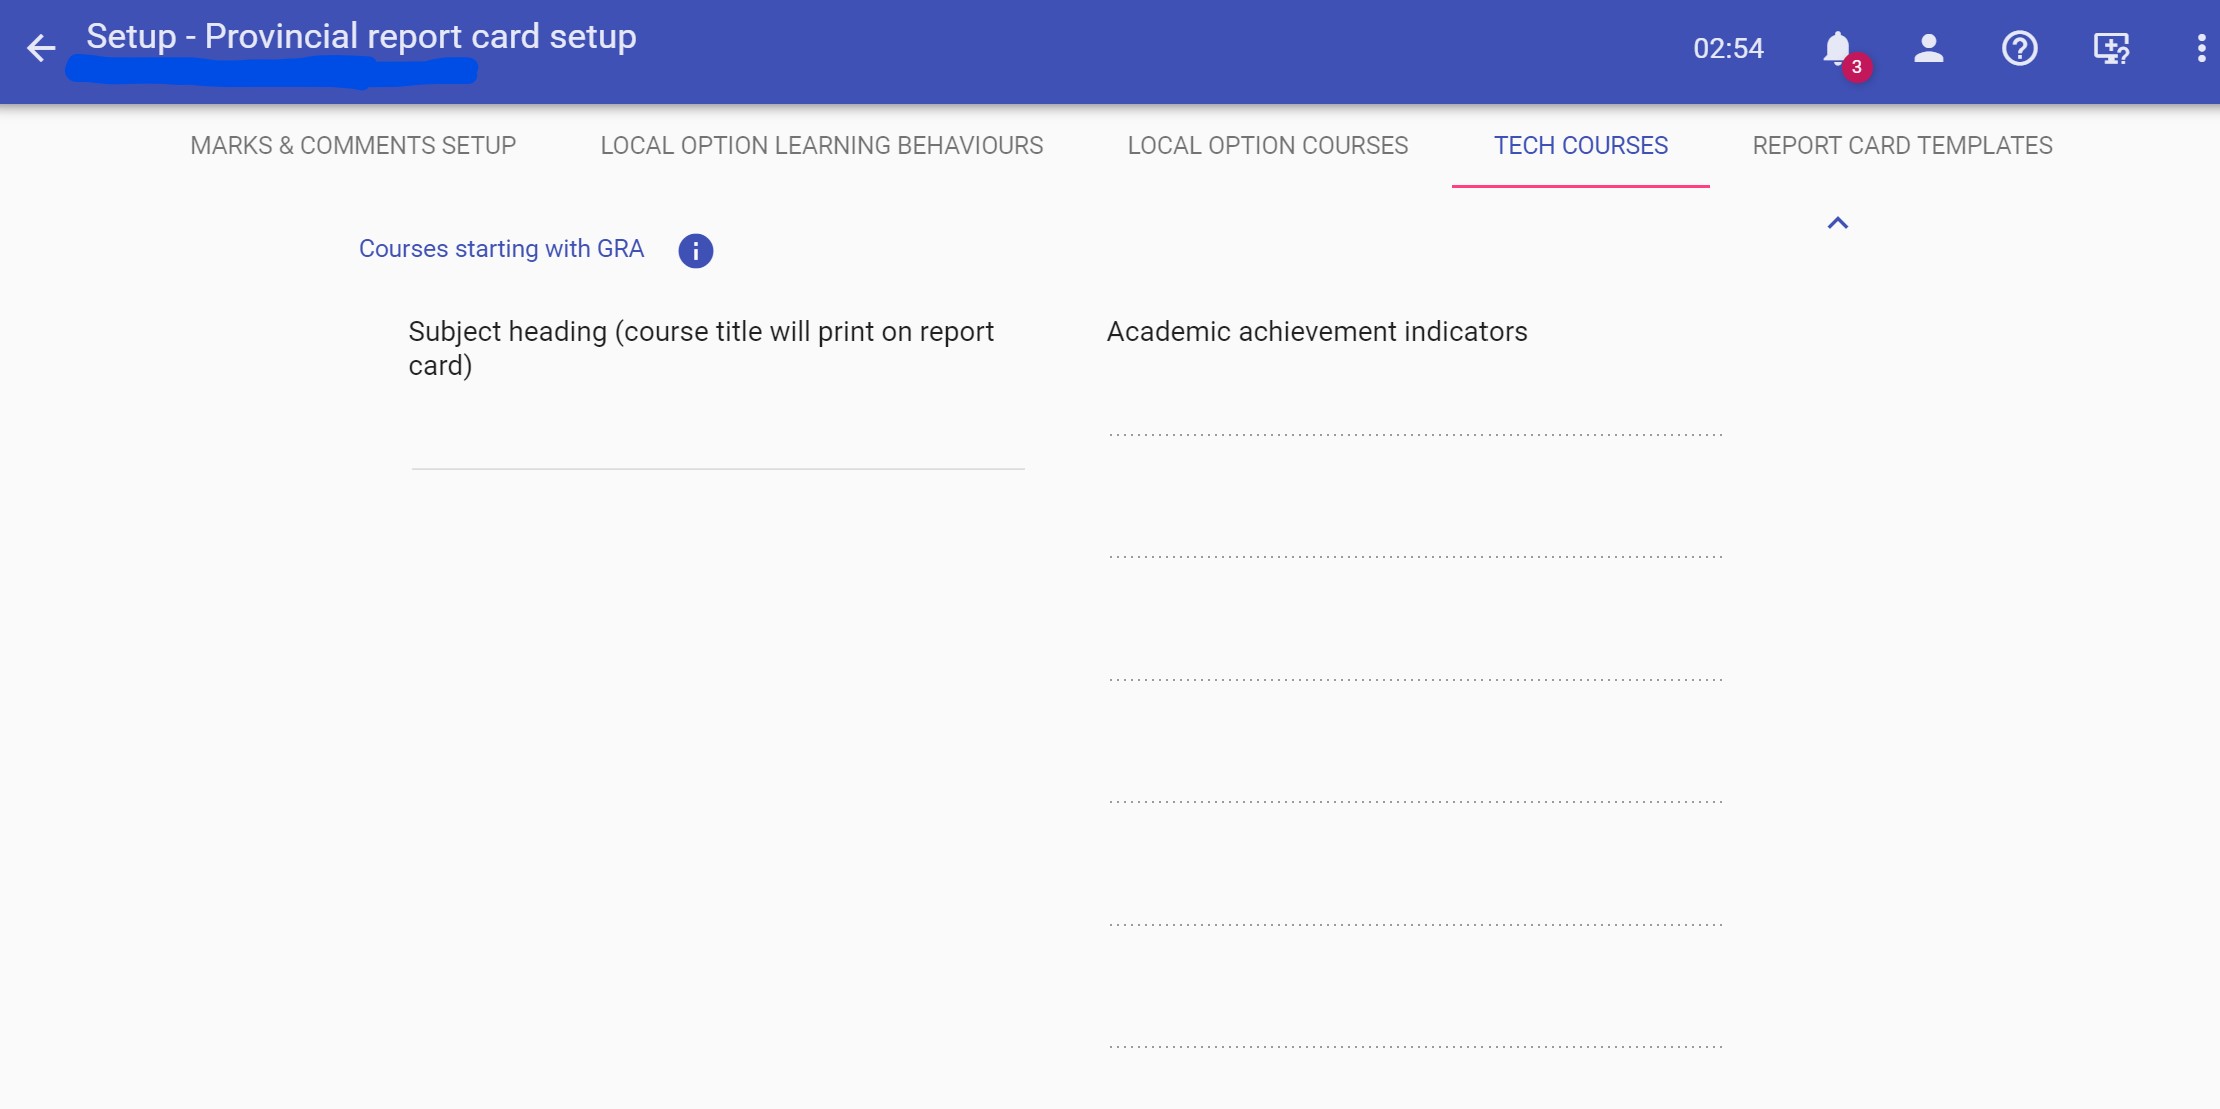 Setup - Provincial report card setup
02:54
3
MARKS & COMMENTS SETUP
LOCAL OPTION LEARNING BEHAVIOURS
LOCAL OPTION COURSES
TECH COURSES
REPORT CARD TEMPLATES
Courses starting with GRA
Subject heading (course title will print on report
card)
Academic achievement indicators